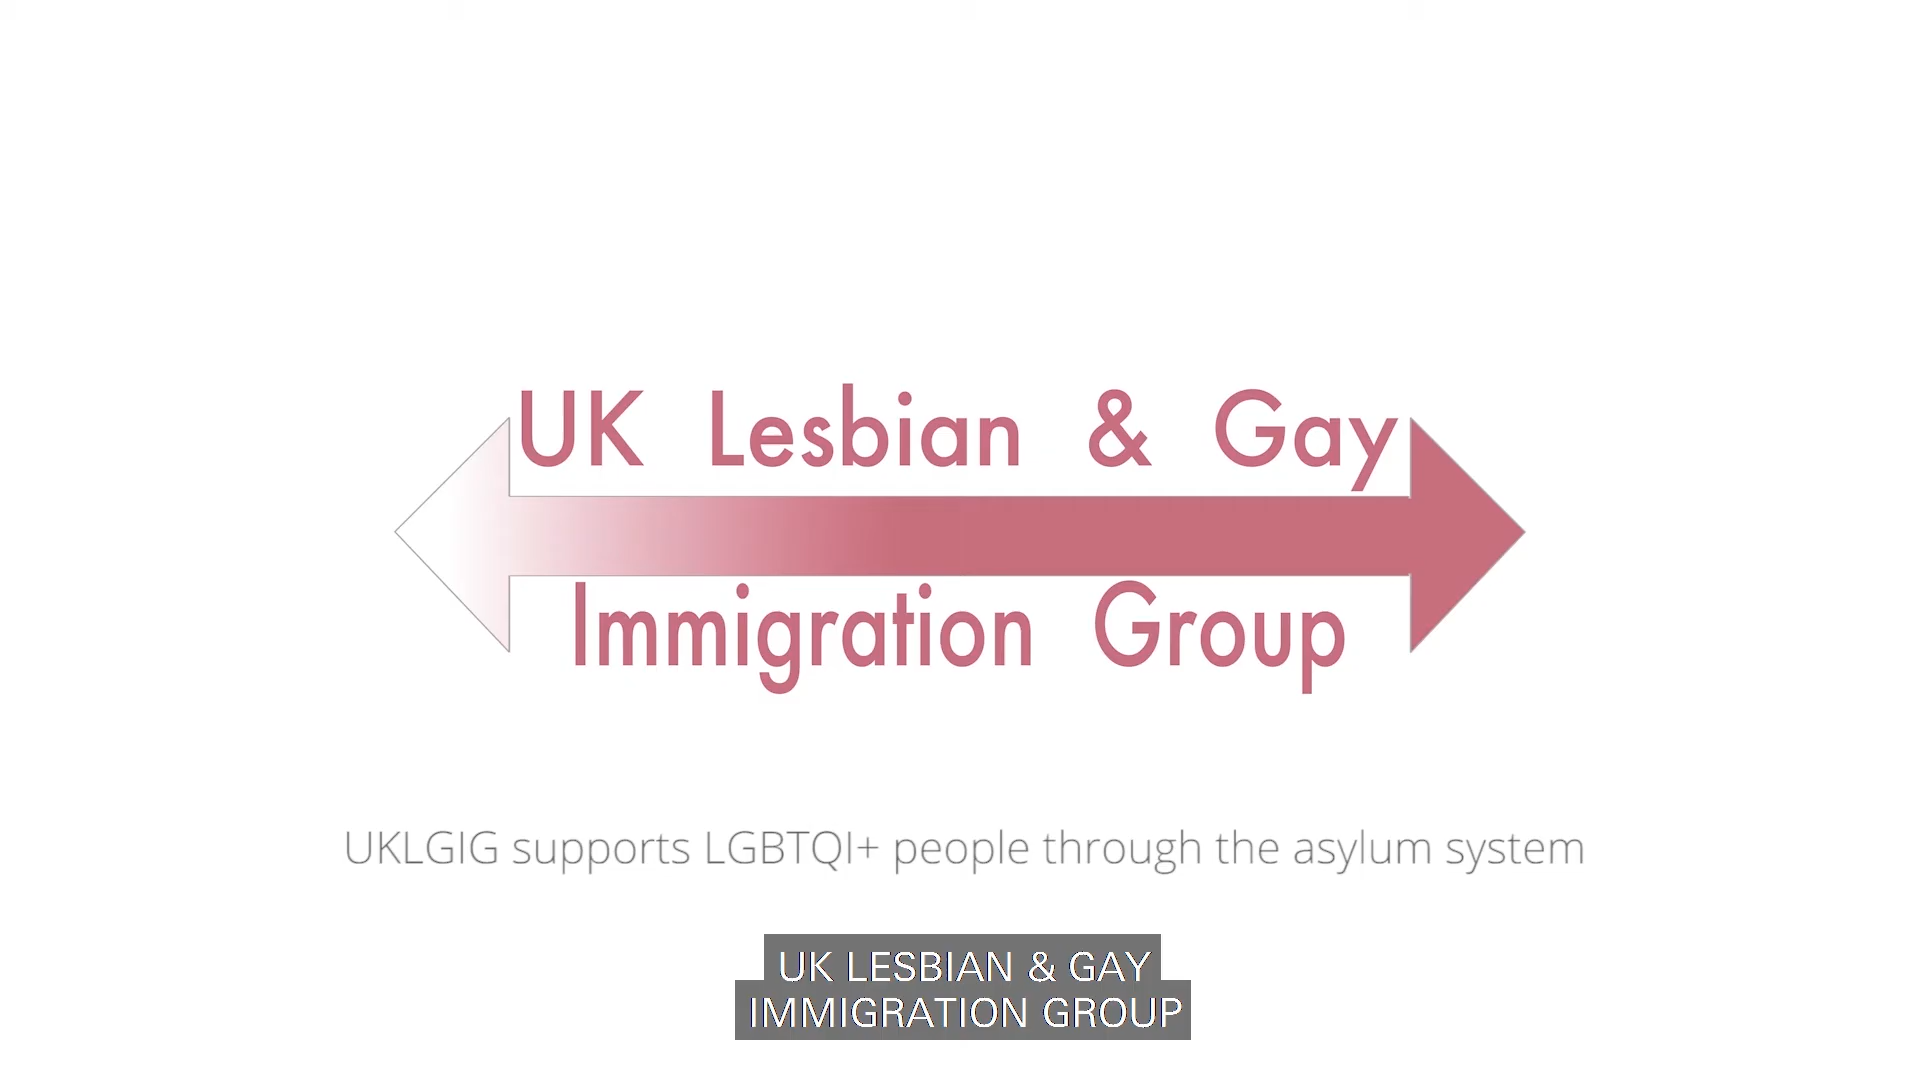 UK Lesbian & Gay
Immigration Group
UKLGIG supports LGBTQI+ people through the asylum system
UK LESBIAN & GAY
IMMIGRATION GROUP